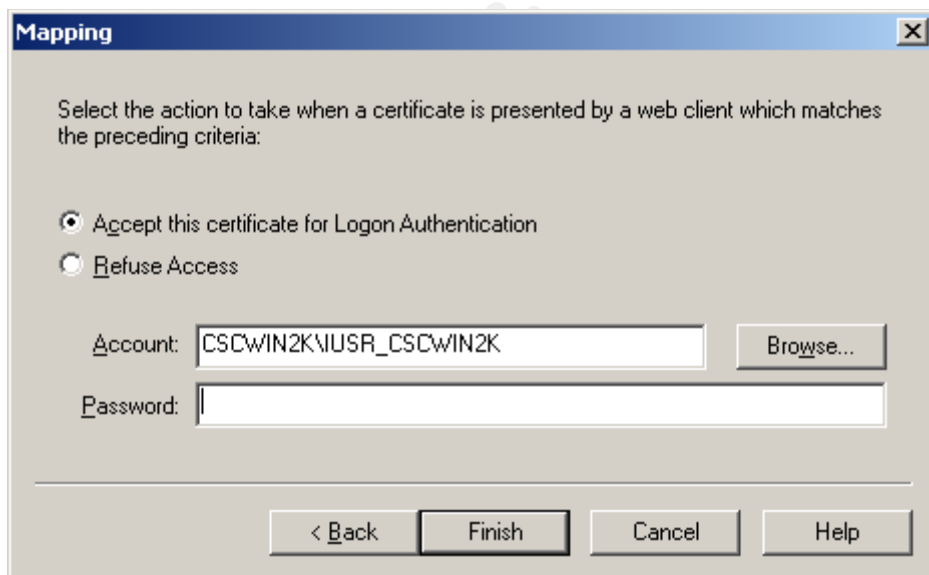 Mapping
Select the action to take when a certificate is presented by a web client which matches
the preceding criteria:
Accept this certificate for Logon Authentication
Refuse Access
Account: CSCWIN2K\IUSR_CSCWIN2K Browse...
Password:
< Back Finish Cancel Help